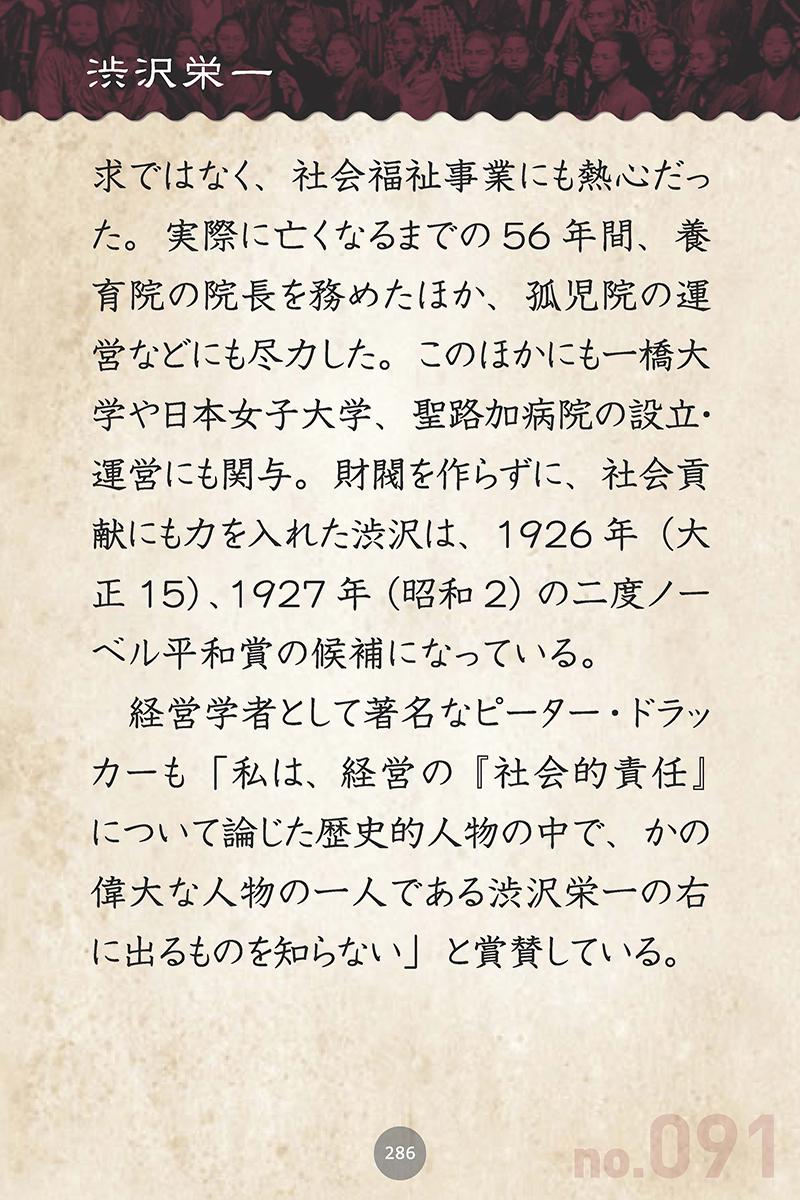 渋沢栄一
求ではなく、社会福祉事業にも熱心だっ
た。実際に亡くなるまでの56年間、養
育院の院長を務めたほか、孤児院の運
営などにも尽力した。このほかにも一橋大
学や日本女子大学、聖路加病院の設立・
運営にも関与。財閥を作らずに、社会貢
献にも力を入れた渋沢は、1926年（大
正15）、1927年（昭和2）の二度ノー
ベル平和賞の候補になっている。
　経営学者として著名なピーター・ドラッ
カーも「私は、経営の『社会的責任』
について論じた歴史的人物の中で、かの
偉大な人物の一人である渋沢栄一の右
に出るものを知らない」と賞賛している。
286
no.091